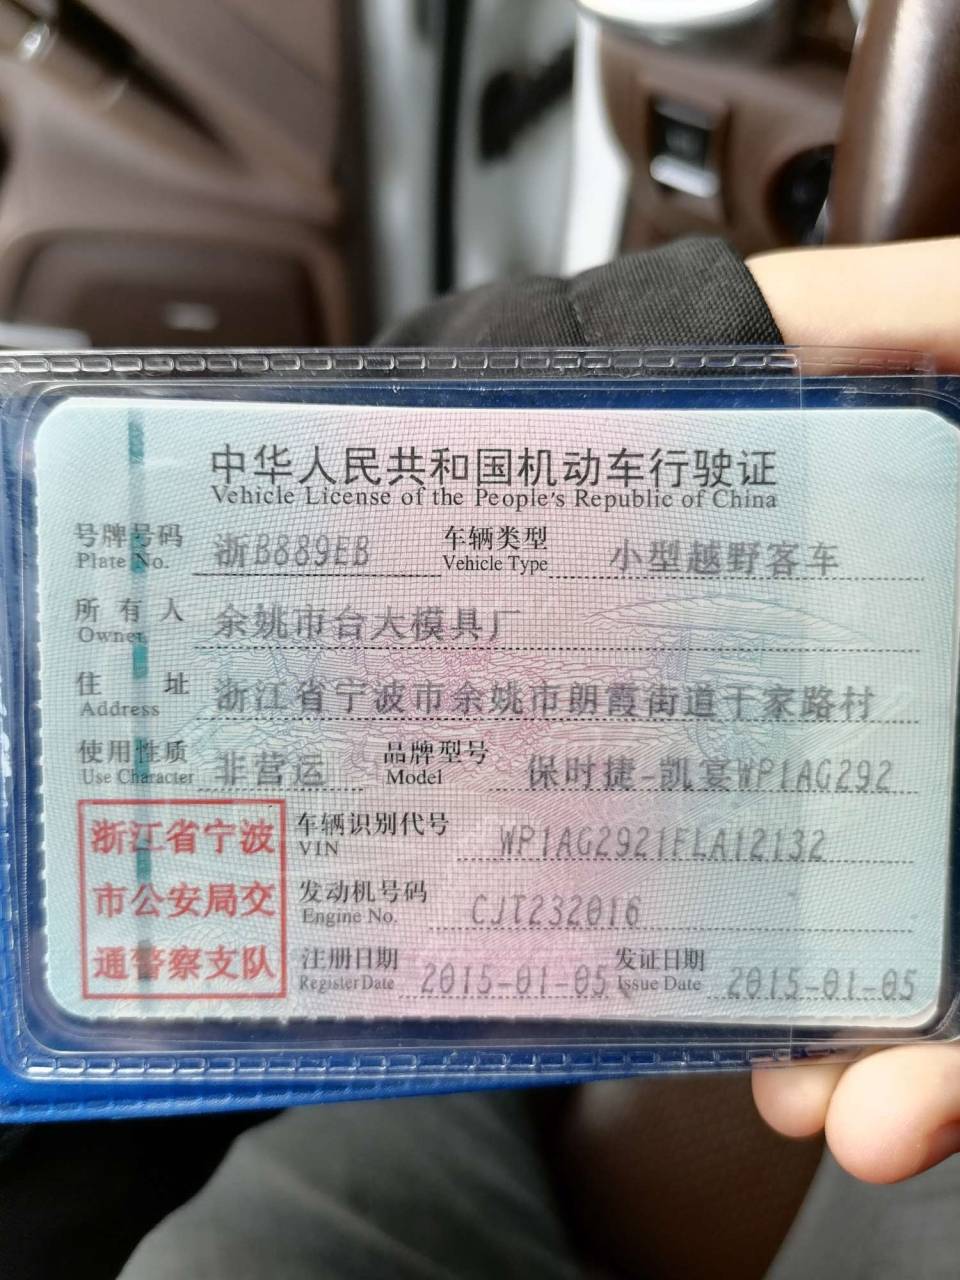 中华人民共和国机动车行驶证
Vehicle License of the People's Republic of China
号牌号码 浙B889EB 车辆类型 小型越野客车
Plate No. Vehicle Type
所有人 余姚市台大模具厂
Owner
住址 浙江省宁波市余姚市朗霞街道干家路村
Address
使用性质 非营运 品牌型号 保时捷-凯宴WP1AG292
Use Character Model
浙江省宁波 车辆识别代号 WP1AG2921FLA12132
VIN
市公安局交 发动机号码 CJT232016
Engine No.
通警察支队 注册日期 2015-01-05 发证日期 2015-01-05
Register Date Issue Date